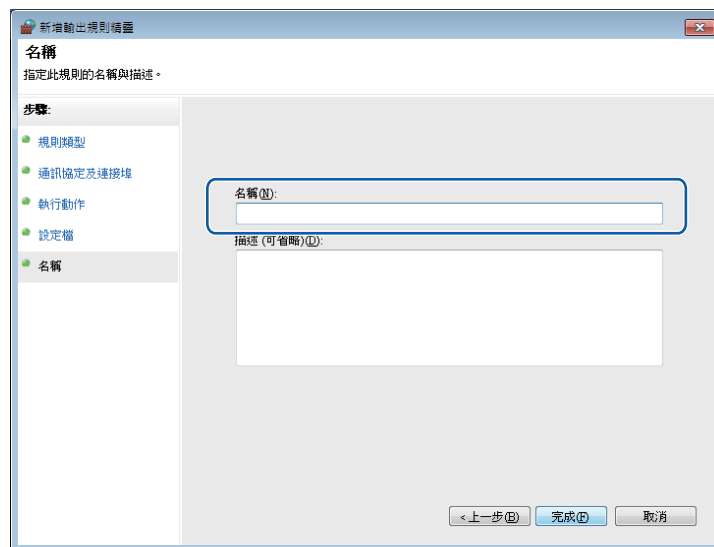 新增輸出規則精靈
名稱
指定此規則的名稱與描述。
步驟:
規則類型
通訊協定及連接埠
執行動作
設定檔
名稱
名稱(N):
描述 (可省略)(D):
<上一步(B)
完成(F)
取消